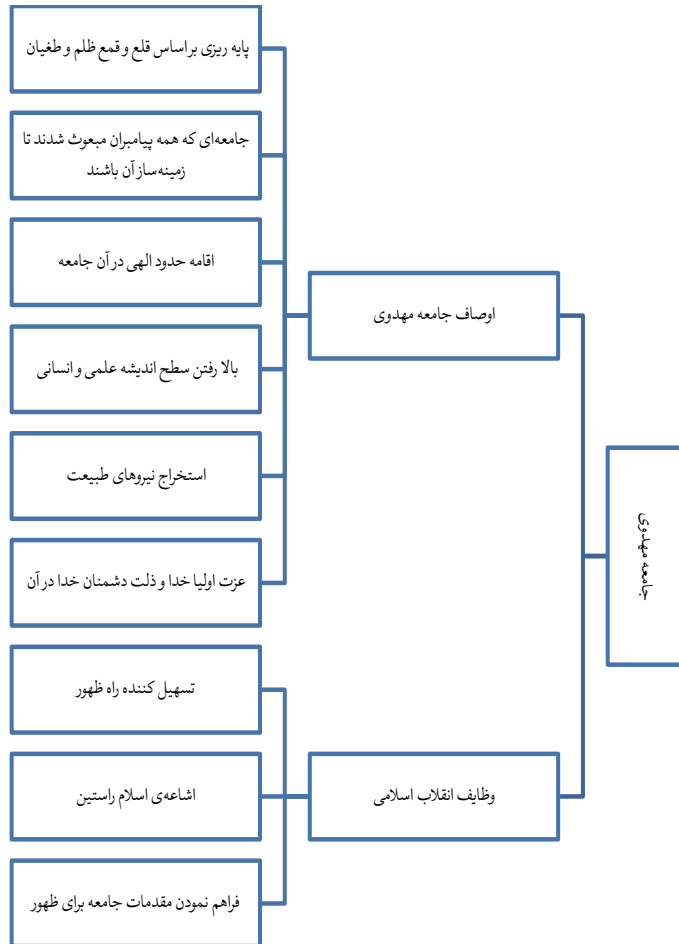 جامعه مهدوی
اوصاف جامعه مهدوی
پایه ریزی براساس قلع و قمع ظلم و طغیان
جامعه‌ای که همه پیامبران مبعوث شدند تا
زمینه‌ساز آن باشند
اقامه حدود الهی در آن جامعه
بالا رفتن سطح اندیشه علمی و انسانی
استخراج نیروهای طبیعت
عزت اولیا خدا و ذلت دشمنان خدا در آن
وظایف انقلاب اسلامی
تسهیل کننده راه ظهور
اشاعه‌ی اسلام راستین
فراهم نمودن مقدمات جامعه برای ظهور